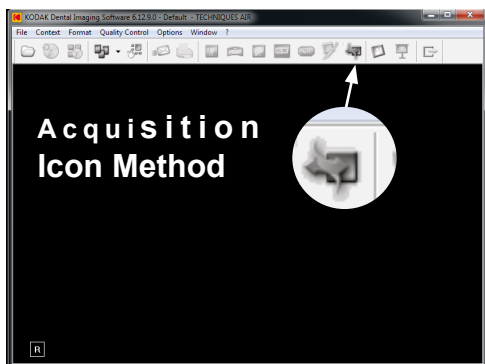 KODAK Dental Imaging Software 6.12.9.0 - Default - TECHNIQUES AIR
File Context Format Quality Control Options Window ?
Acquisition
Icon Method
R